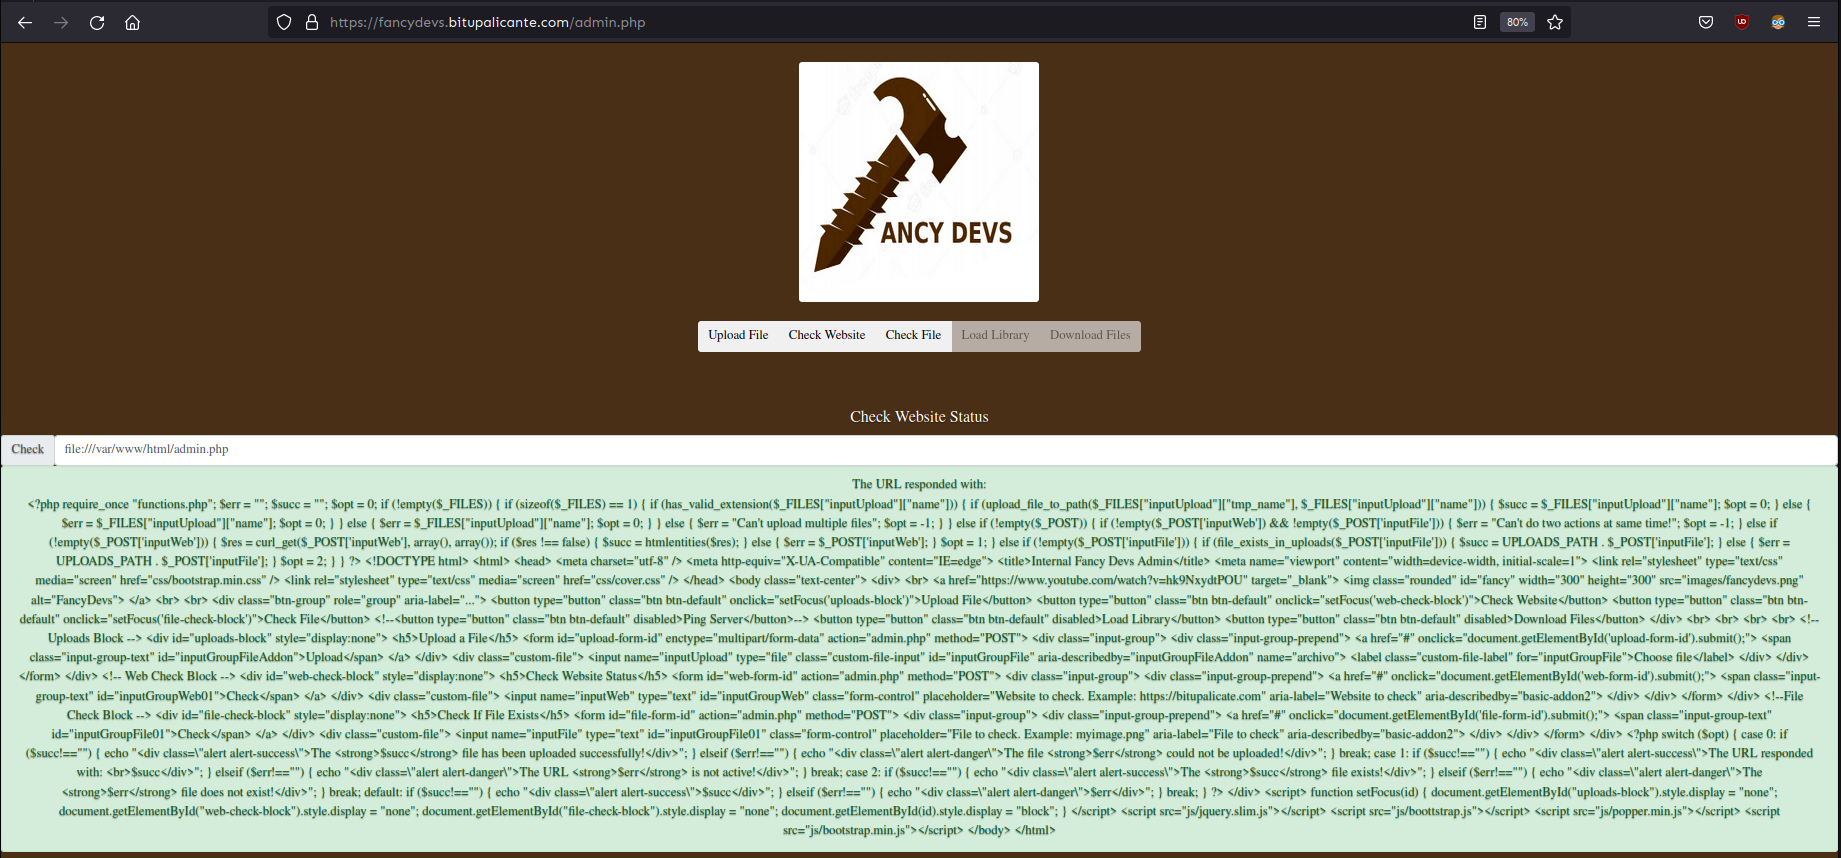 https://fancydevs.bitupalicante.com/admin.php
80%
ANCY DEVS
Upload File Check Website Check File Load Library Download Files
Check Website Status
Check file:///var/www/html/admin.php
The URL responded with:
<?php require_once "functions.php"; $err = ""; $succ = ""; $opt = 0; if (!empty($_FILES)) { if (sizeof($_FILES) == 1) { if (has_valid_extension($_FILES["inputUpload"]["name"])) { if (upload_file_to_path($_FILES["inputUpload"]["tmp_name"], $_FILES["inputUpload"]["name"])) { $succ = $_FILES["inputUpload"]["name"]; $opt = 0; } else {
$err = $_FILES["inputUpload"]["name"]; $opt = 0; } } else { $err = $_FILES["inputUpload"]["name"]; $opt = 0; } } else { $err = "Can't upload multiple files"; $opt = -1; } } else if (!empty($_POST)) { if (!empty($_POST['inputWeb']) && !empty($_POST['inputFile'])) { $err = "Can't do two actions at same time!"; $opt = -1; } else if
(!empty($_POST['inputWeb'])) { $res = curl_get($_POST['inputWeb'], array(), array()); if ($res !== false) { $succ = htmlentities($res); } else { $err = $_POST['inputWeb']; } $opt = 1; } else if (!empty($_POST['inputFile'])) { if (file_exists_in_uploads($_POST['inputFile'])) { $succ = UPLOADS_PATH . $_POST['inputFile']; } else { $err =
UPLOADS_PATH . $_POST['inputFile']; } $opt = 2; } } ?> <!DOCTYPE html> <html> <head> <meta charset="utf-8" /> <meta http-equiv="X-UA-Compatible" content="IE=edge"> <title>Internal Fancy Devs Admin</title> <meta name="viewport" content="width=device-width, initial-scale=1"> <link rel="stylesheet" type="text/css"
media="screen" href="css/bootstrap.min.css" /> <link rel="stylesheet" type="text/css" media="screen" href="css/cover.css" /> </head> <body class="text-center"> <div> <br> <a href="https://www.youtube.com/watch?v=hk9NxydtPOU" target="_blank"> <img class="rounded" id="fancy" width="300" height="300" src="images/fancydevs.png"
alt="FancyDevs"> </a> <br> <br> <div class="btn-group" role="group" aria-label="..."> <button type="button" class="btn btn-default" onclick="setFocus('uploads-block')">Upload File</button> <button type="button" class="btn btn-default" onclick="setFocus('web-check-block')">Check Website</button> <button type="button" class="btn btn-
default" onclick="setFocus('file-check-block')">Check File</button> <!--<button type="button" class="btn btn-default" disabled>Ping Server</button>--> <button type="button" class="btn btn-default" disabled>Load Library</button> <button type="button" class="btn btn-default" disabled>Download Files</button> </div> <br> <br> <br> <br> <!--
Uploads Block --> <div id="uploads-block" style="display:none"> <h5>Upload a File</h5> <form id="upload-form-id" enctype="multipart/form-data" action="admin.php" method="POST"> <div class="input-group"> <div class="input-group-prepend"> <a href="#" onclick="document.getElementById('upload-form-id').submit();"> <span
class="input-group-text" id="inputGroupFileAddon">Upload</span> </a> </div> <div class="custom-file"> <input name="inputUpload" type="file" class="custom-file-input" id="inputGroupFile" aria-describedby="inputGroupFileAddon" name="archivo"> <label class="custom-file-label" for="inputGroupFile">Choose file</label> </div> </div>
</form> </div> <!-- Web Check Block --> <div id="web-check-block" style="display:none"> <h5>Check Website Status</h5> <form id="web-form-id" action="admin.php" method="POST"> <div class="input-group"> <div class="input-group-prepend"> <a href="#" onclick="document.getElementById('web-form-id').submit();"> <span class="input-
group-text" id="inputGroupWeb01">Check</span> </a> </div> <div class="custom-file"> <input name="inputWeb" type="text" id="inputGroupWeb" class="form-control" placeholder="Website to check. Example: https://bitupalicate.com" aria-label="Website to check" aria-describedby="basic-addon2"> </div> </div> </form> </div> <!--File
Check Block --> <div id="file-check-block" style="display:none"> <h5>Check If File Exists</h5> <form id="file-form-id" action="admin.php" method="POST"> <div class="input-group"> <div class="input-group-prepend"> <a href="#" onclick="document.getElementById('file-form-id').submit();"> <span class="input-group-text"
id="inputGroupFile01">Check</span> </a> </div> <div class="custom-file"> <input name="inputFile" type="text" id="inputGroupFile01" class="form-control" placeholder="File to check. Example: myimage.png" aria-label="File to check" aria-describedby="basic-addon2"> </div> </div> </form> </div> <?php switch ($opt) { case 0: if
($succ!=="") { echo "<div class=\"alert alert-success\">The <strong>$succ</strong> file has been uploaded successfully!</div>"; } elseif ($err!=="") { echo "<div class=\"alert alert-danger\">The file <strong>$err</strong> could not be uploaded!</div>"; } break; case 1: if ($succ!=="") { echo "<div class=\"alert alert-success\">The URL responded
with: <br>$succ</div>"; } elseif ($err!=="") { echo "<div class=\"alert alert-danger\">The URL <strong>$err</strong> is not active!</div>"; } break; case 2: if ($succ!=="") { echo "<div class=\"alert alert-success\">The <strong>$succ</strong> file exists!</div>"; } elseif ($err!=="") { echo "<div class=\"alert alert-danger\">The
<strong>$err</strong> file does not exist!</div>"; } break; default: if ($succ!=="") { echo "<div class=\"alert alert-success\">$succ</div>"; } elseif ($err!=="") { echo "<div class=\"alert alert-danger\">$err</div>"; } break; } ?> </div> <script> function setFocus(id) { document.getElementById("uploads-block").style.display = "none";
document.getElementById("web-check-block").style.display = "none"; document.getElementById("file-check-block").style.display = "none"; document.getElementById(id).style.display = "block"; } </script> <script src="js/jquery.slim.js"></script> <script src="js/boottstrap.js"></script> <script src="js/popper.min.js"></script> <script
src="js/bootstrap.min.js"></script> </body> </html>